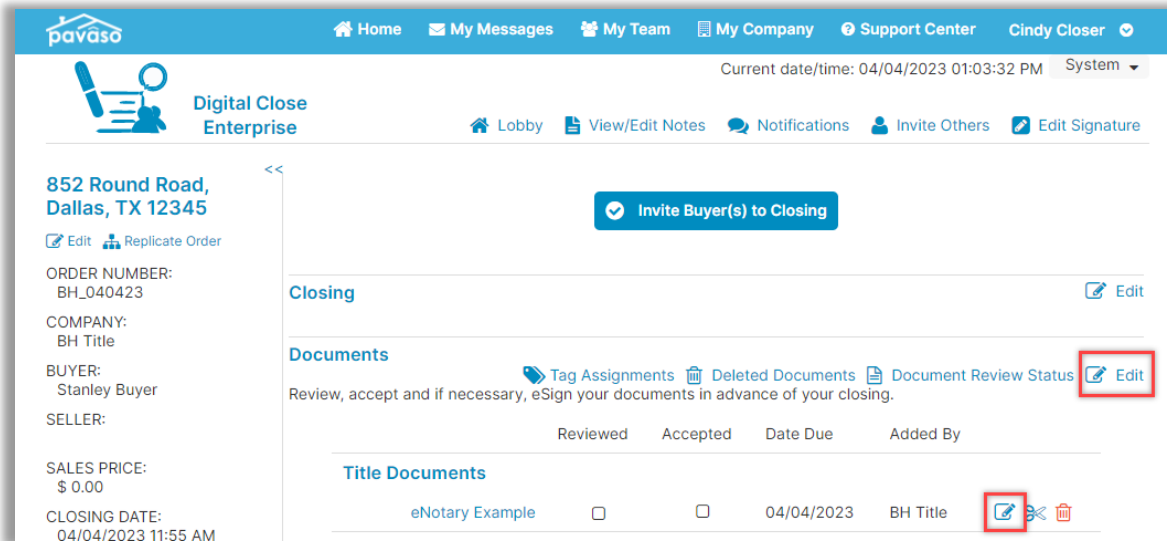 pavaso
Home My Messages My Team My Company Support Center Cindy Closer
Current date/time: 04/04/2023 01:03:32 PM System
Digital Close
Enterprise
Lobby View/Edit Notes Notifications Invite Others Edit Signature
<<
852 Round Road,
Dallas, TX 12345
Edit Replicate Order
ORDER NUMBER:
BH_040423
COMPANY:
BH Title
BUYER:
Stanley Buyer
SELLER:
SALES PRICE:
$ 0.00
CLOSING DATE:
04/04/2023 11:55 AM
Invite Buyer(s) to Closing
Closing Edit
Documents
Tag Assignments Deleted Documents Document Review Status Edit
Review, accept and if necessary, eSign your documents in advance of your closing.
Reviewed Accepted Date Due Added By
Title Documents
eNotary Example 04/04/2023 BH Title